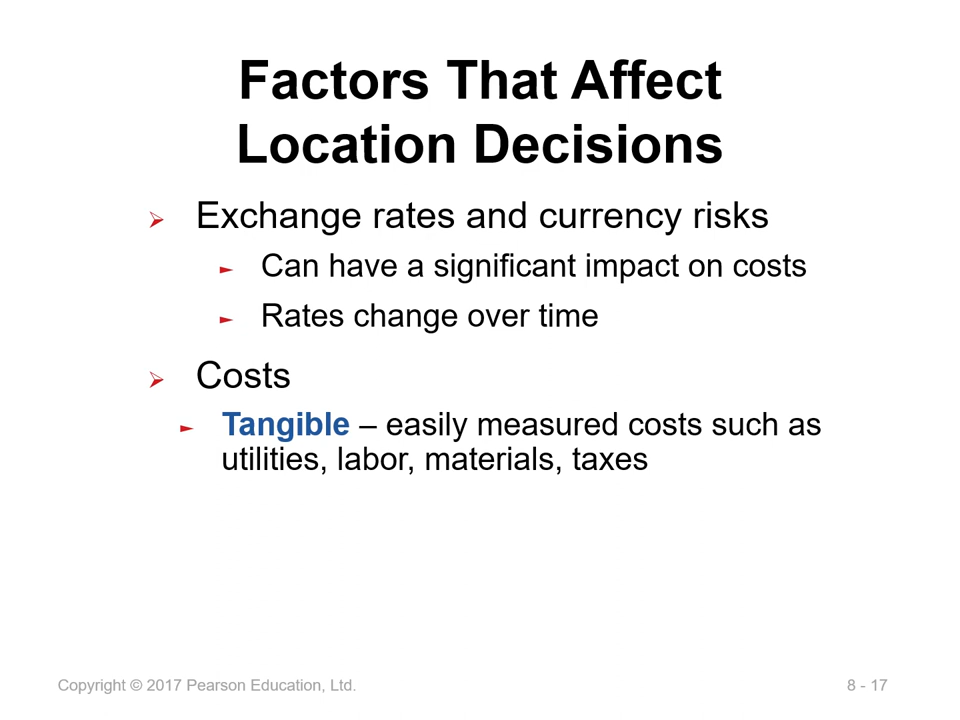 Factors That Affect
Location Decisions
➢ Exchange rates and currency risks
► Can have a significant impact on costs
► Rates change over time
➢ Costs
► Tangible – easily measured costs such as
utilities, labor, materials, taxes
Copyright © 2017 Pearson Education, Ltd.
8 - 17